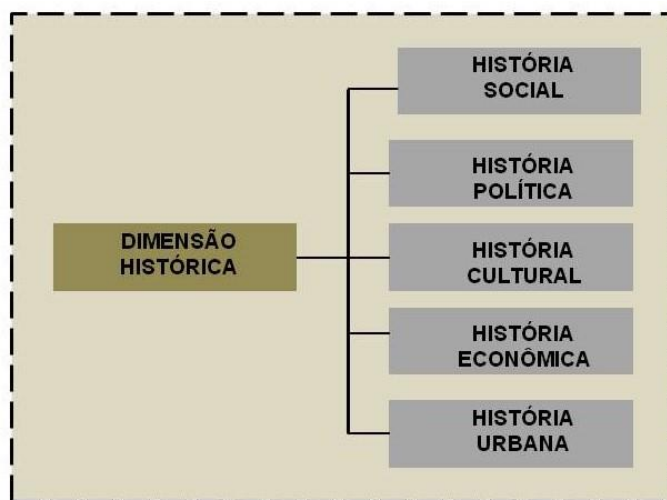 DIMENSÃO
HISTÓRICA
HISTÓRIA
SOCIAL
HISTÓRIA
POLÍTICA
HISTÓRIA
CULTURAL
HISTÓRIA
ECONÔMICA
HISTÓRIA
URBANA